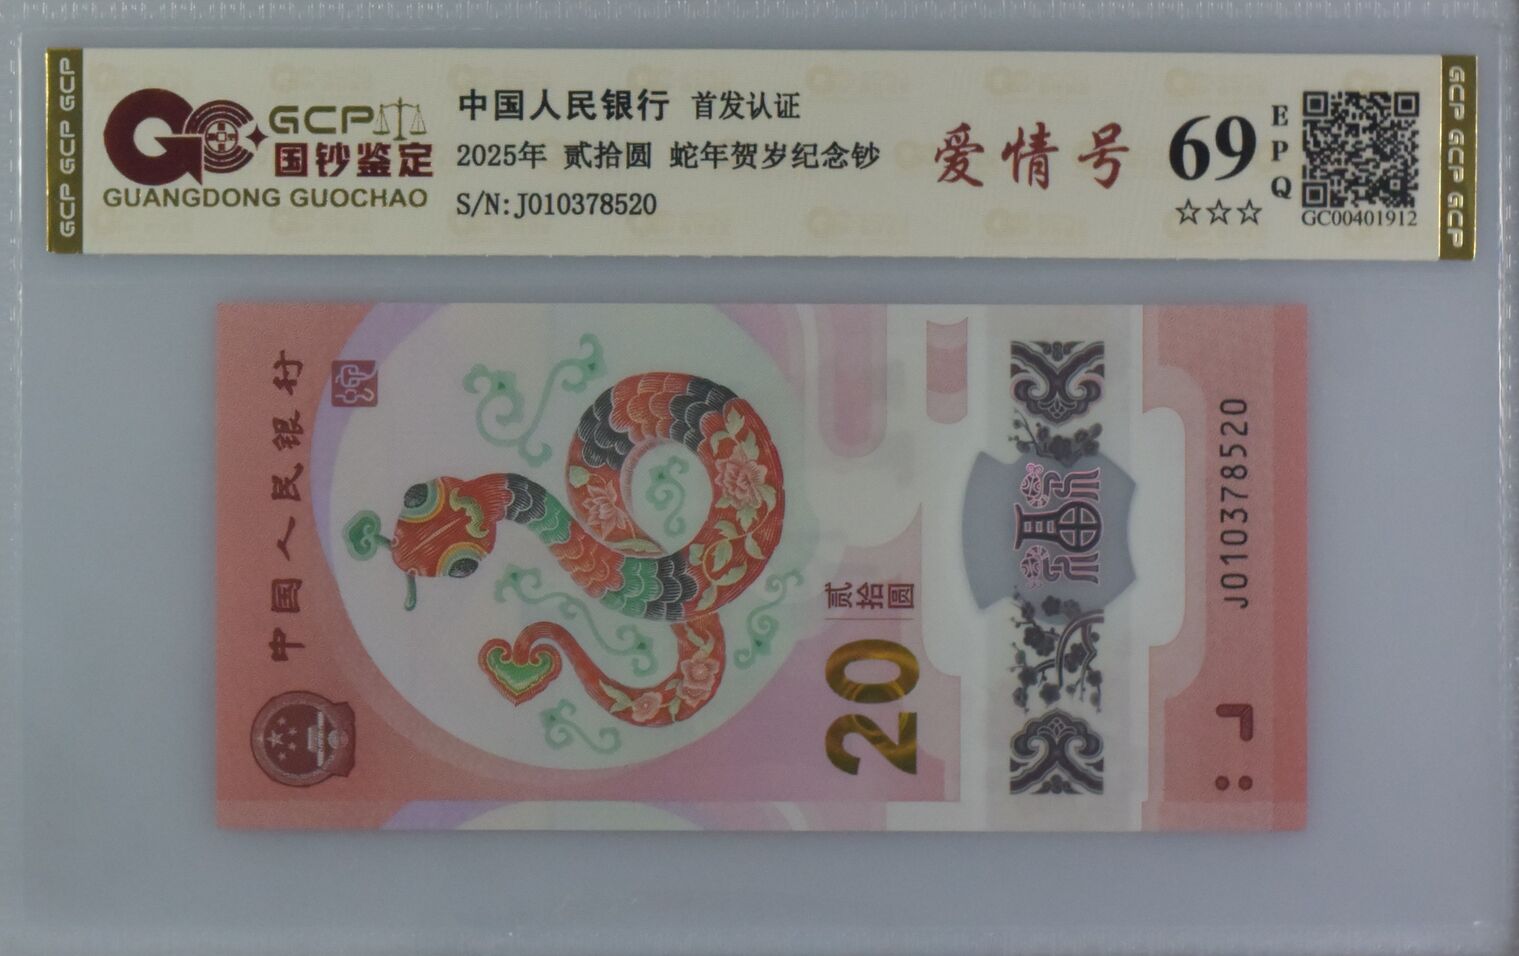 GCP GCP GCP
GCP
国钞鉴定
GUANGDONG GUOCHAO
中国人民银行 首发认证
2025年 贰拾圆 蛇年贺岁纪念钞
S/N:J010378520
爱情号
69
EPQ
☆☆☆
GC00401912
GCP GCP GCP
中国人民银行
贰拾圆
20
J010378520